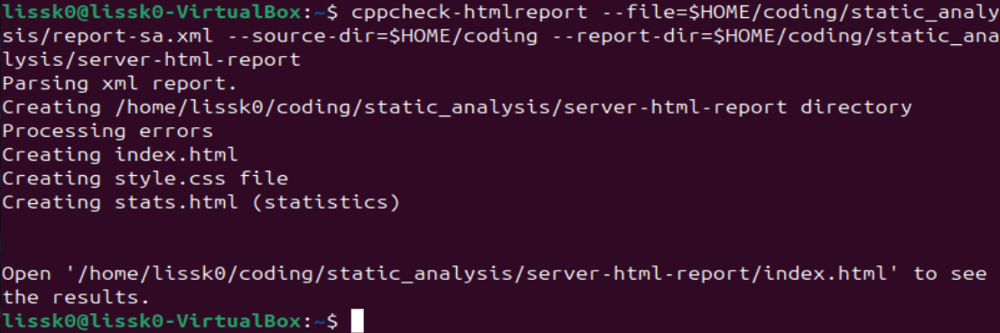 lissk0@lissk0-VirtualBox:~$ cppcheck-htmlreport --file=$HOME/coding/static_analy
sis/report-sa.xml --source-dir=$HOME/coding --report-dir=$HOME/coding/static_ana
lysis/server-html-report
Parsing xml report.
Creating /home/lissk0/coding/static_analysis/server-html-report directory
Processing errors
Creating index.html
Creating style.css file
Creating stats.html (statistics)
Open '/home/lissk0/coding/static_analysis/server-html-report/index.html' to see
the results.
lissk0@lissk0-VirtualBox:~$